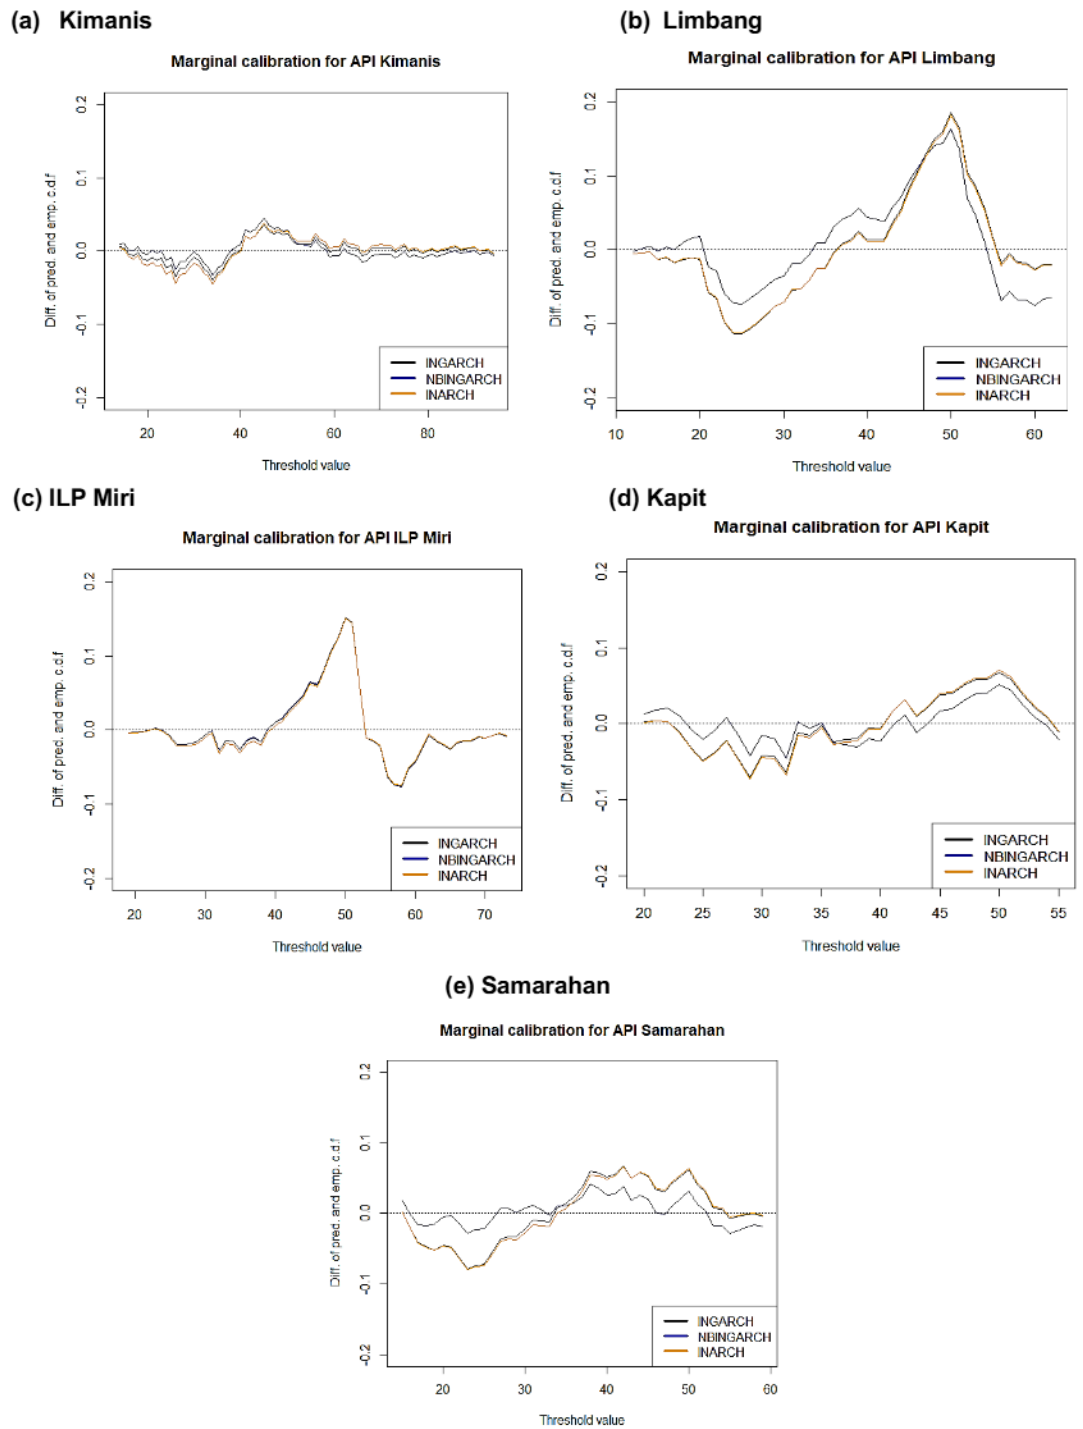 (a) Kimanis
Marginal calibration for API Kimanis
Diff. of pred. and emp. c.d.f
0.2
0.1
0.0
-0.1
-0.2
20 40 60 80
Threshold value
INGARCH
NBINGARCH
INARCH
(b) Limbang
Marginal calibration for API Limbang
Diff. of pred. and emp. c.d.f
0.2
0.1
0.0
-0.1
-0.2
10 20 30 40 50 60
Threshold value
INGARCH
NBINGARCH
INARCH
(c) ILP Miri
Marginal calibration for API ILP Miri
Diff. of pred. and emp. c.d.f
0.2
0.1
0.0
-0.1
-0.2
20 30 40 50 60 70
Threshold value
INGARCH
NBINGARCH
INARCH
(d) Kapit
Marginal calibration for API Kapit
Diff. of pred. and emp. c.d.f
0.2
0.1
0.0
-0.1
-0.2
20 25 30 35 40 45 50 55
Threshold value
INGARCH
NBINGARCH
INARCH
(e) Samarahan
Marginal calibration for API Samarahan
Diff. of pred. and emp. c.d.f
0.2
0.1
0.0
-0.1
-0.2
20 30 40 50 60
Threshold value
INGARCH
NBINGARCH
INARCH